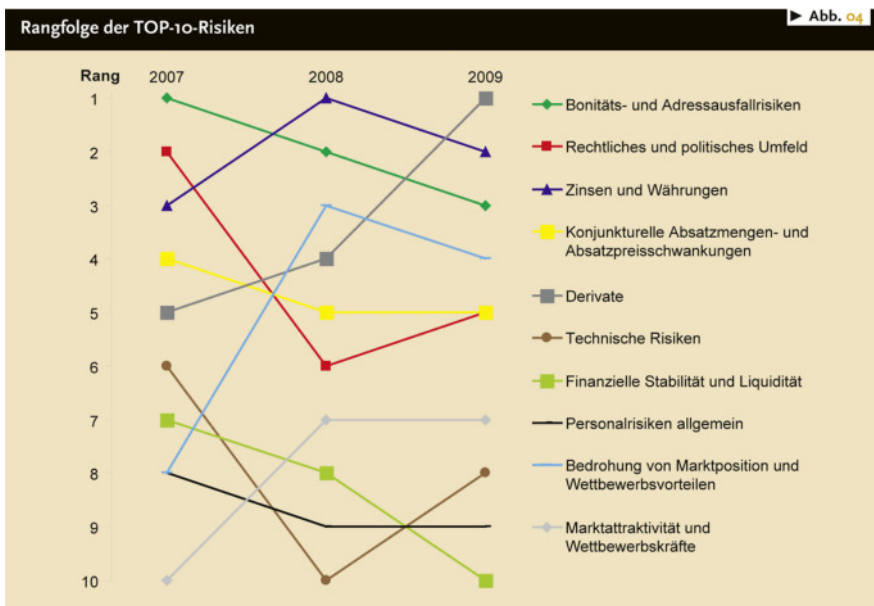 ► Abb. 04
Rangfolge der TOP-10-Risiken
Rang 2007 2008 2009
1
2
3
4
5
6
7
8
9
10
Bonitäts- und Adressausfallrisiken
Rechtliches und politisches Umfeld
Zinsen und Währungen
Konjunkturelle Absatzmengen- und
Absatzpreisschwankungen
Derivate
Technische Risiken
Finanzielle Stabilität und Liquidität
Personalrisiken allgemein
Bedrohung von Marktposition und
Wettbewerbsvorteilen
Marktattraktivität und
Wettbewerbskräfte